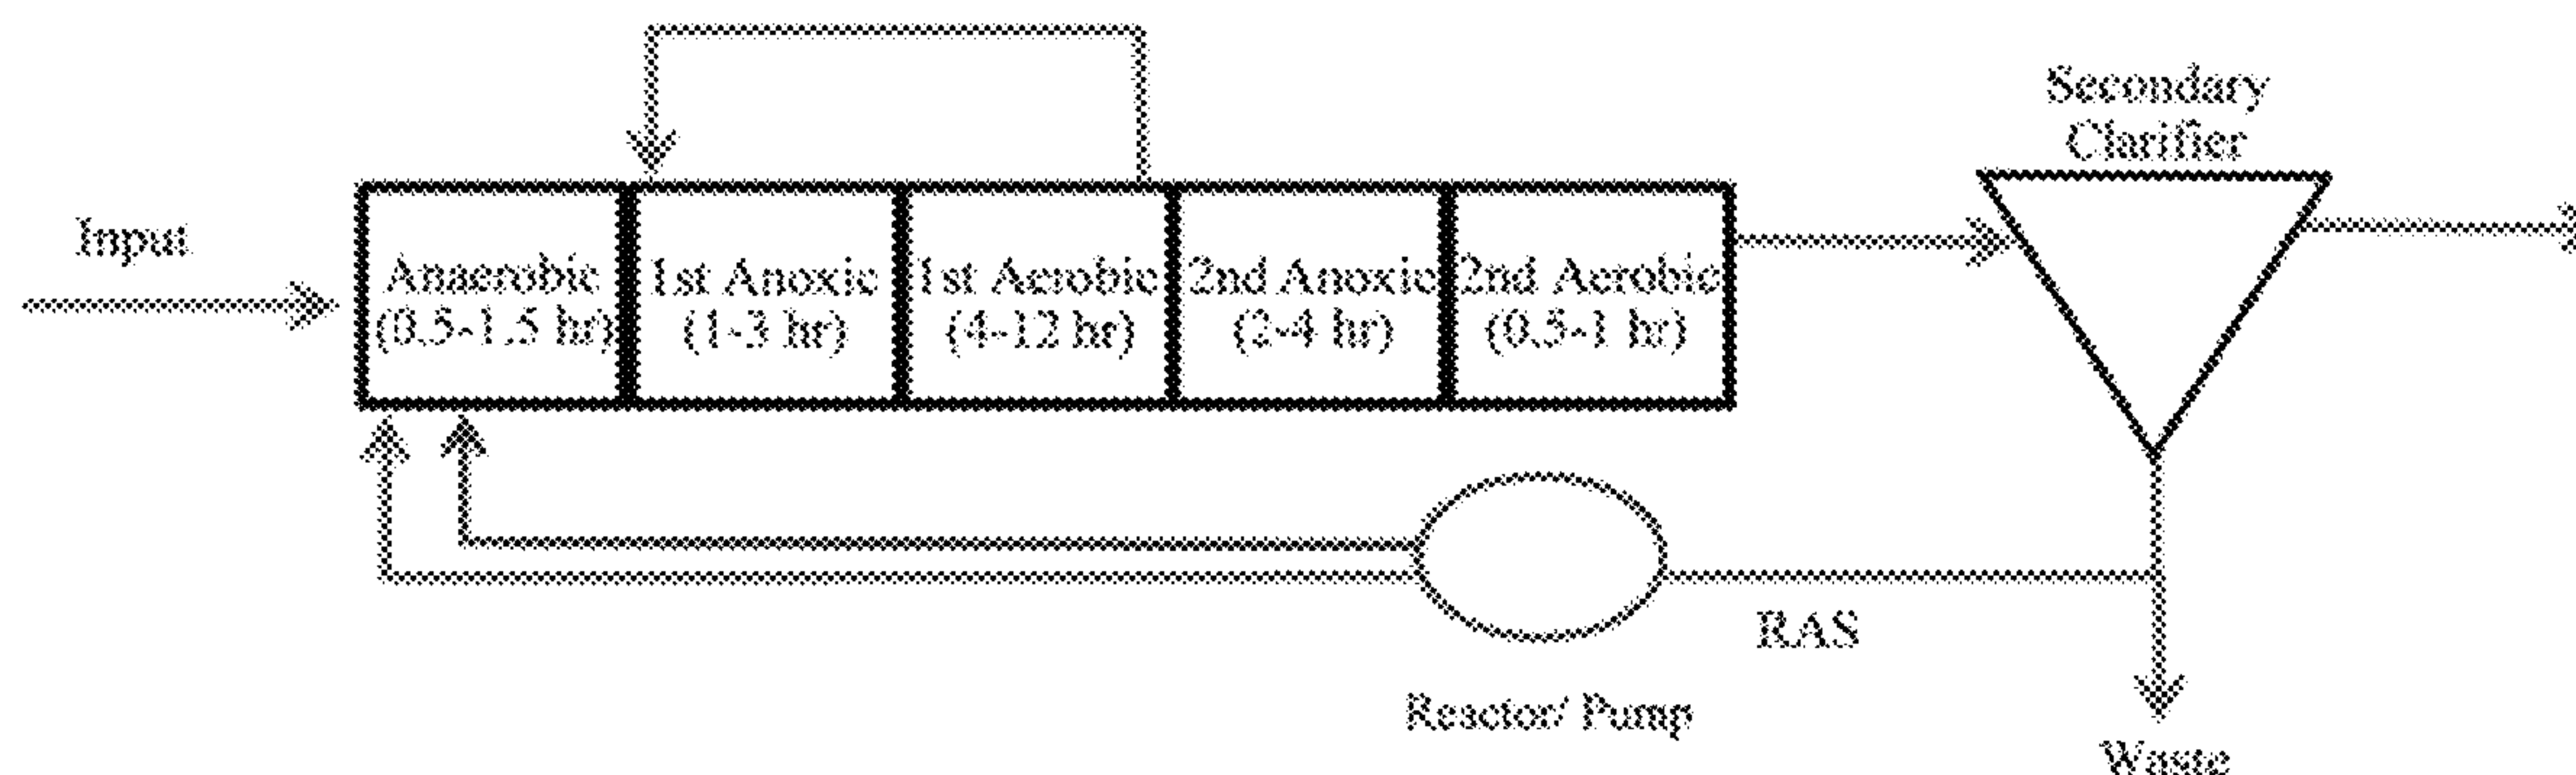 Secondary
Clarifier
Input
Anaerobic
(0.5-1.5 hr)
1st Anoxic
(1-3 hr)
1st Aerobic
(4-12 hr)
2nd Anoxic
(2-4 hr)
2nd Aerobic
(0.5-1 hr)
RAS
Reactor/ Pump
Waste